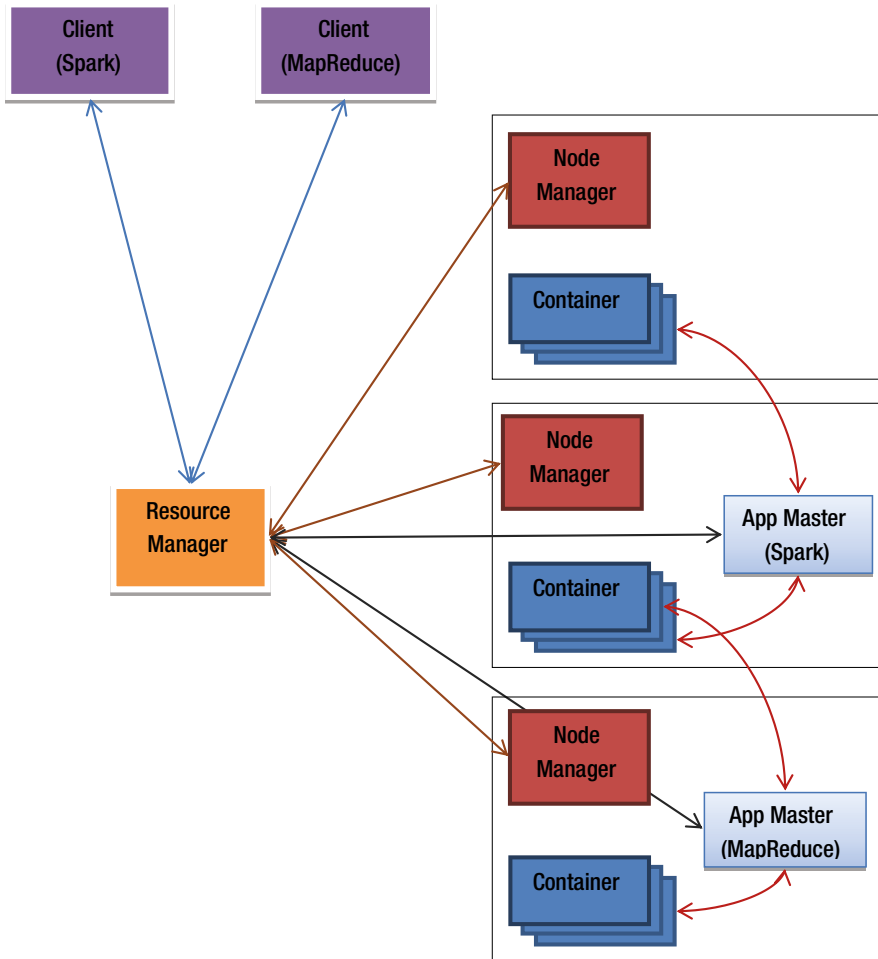 Client
(Spark)
Client
(MapReduce)
Node
Manager
Container
Node
Manager
Resource
Manager
App Master
(Spark)
Container
Node
Manager
App Master
(MapReduce)
Container